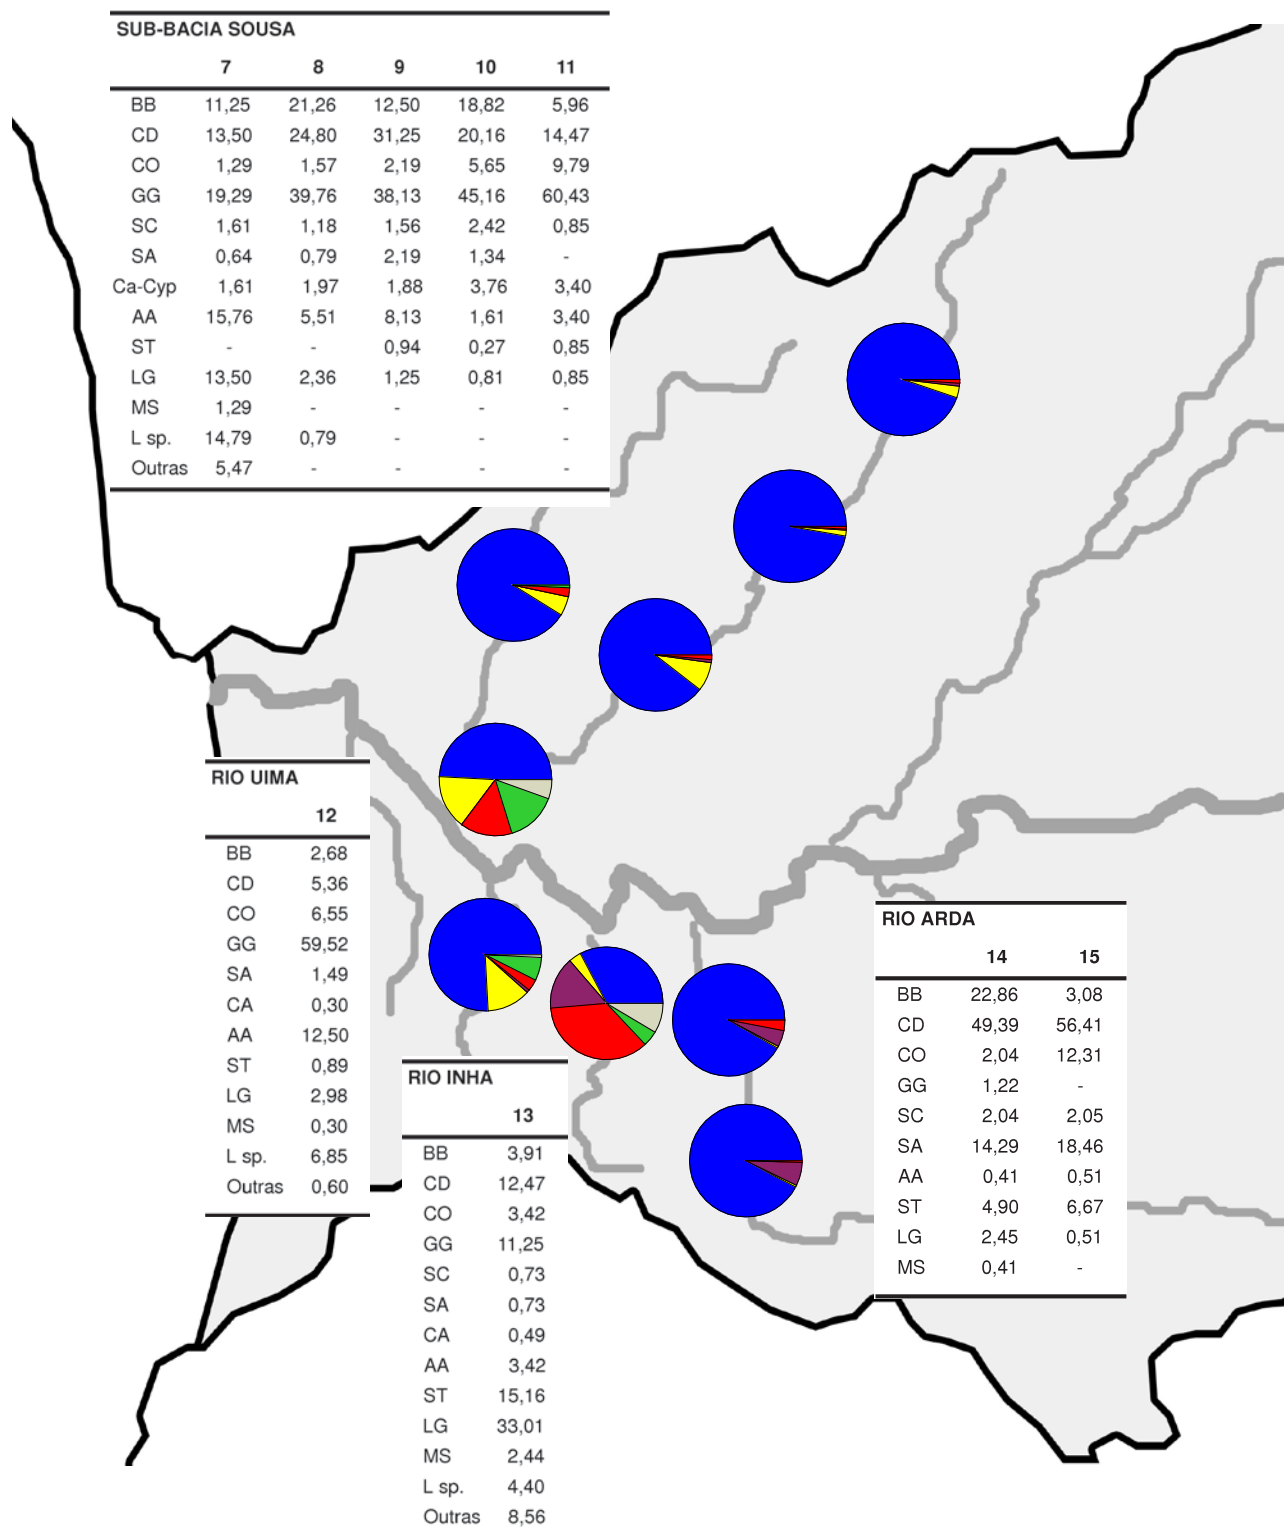 SUB-BACIA SOUSA
7 8 9 10 11
BB 11,25 21,26 12,50 18,82 5,96
CD 13,50 24,80 31,25 20,16 14,47
CO 1,29 1,57 2,19 5,65 9,79
GG 19,29 39,76 38,13 45,16 60,43
SC 1,61 1,18 1,56 2,42 0,85
SA 0,64 0,79 2,19 1,34 -
Ca-Cyp 1,61 1,97 1,88 3,76 3,40
AA 15,76 5,51 8,13 1,61 3,40
ST - - 0,94 0,27 0,85
LG 13,50 2,36 1,25 0,81 0,85
MS 1,29 - - - -
L sp. 14,79 0,79 - - -
Outras 5,47 - - - -
RIO UIMA
12
BB 2,68
CD 5,36
CO 6,55
GG 59,52
SA 1,49
CA 0,30
AA 12,50
ST 0,89
LG 2,98
MS 0,30
L sp. 6,85
Outras 0,60
RIO INHA
13
BB 3,91
CD 12,47
CO 3,42
GG 11,25
SC 0,73
SA 0,73
CA 0,49
AA 3,42
ST 15,16
LG 33,01
MS 2,44
L sp. 4,40
Outras 8,56
RIO ARDA
14 15
BB 22,86 3,08
CD 49,39 56,41
CO 2,04 12,31
GG 1,22 -
SC 2,04 2,05
SA 14,29 18,46
AA 0,41 0,51
ST 4,90 6,67
LG 2,45 0,51
MS 0,41 -